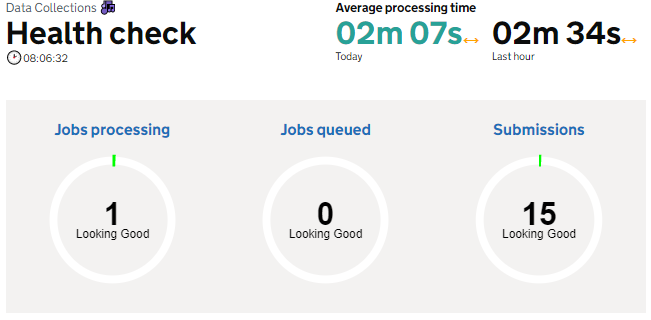 Data Collections
Health check
08:06:32
Average processing time
02m 07s
Today
02m 34s
Last hour
Jobs processing
1
Looking Good
Jobs queued
0
Looking Good
Submissions
15
Looking Good